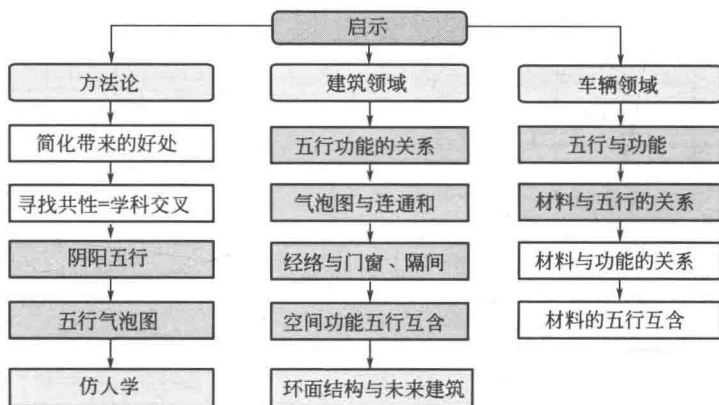 启示
方法论
建筑领域
车辆领域
简化带来的好处
五行功能的关系
五行与功能
寻找共性=学科交叉
气泡图与连通和
材料与五行的关系
阴阳五行
经络与门窗、隔间
材料与功能的关系
五行气泡图
空间功能五行互含
材料的五行互含
仿人学
环面结构与未来建筑